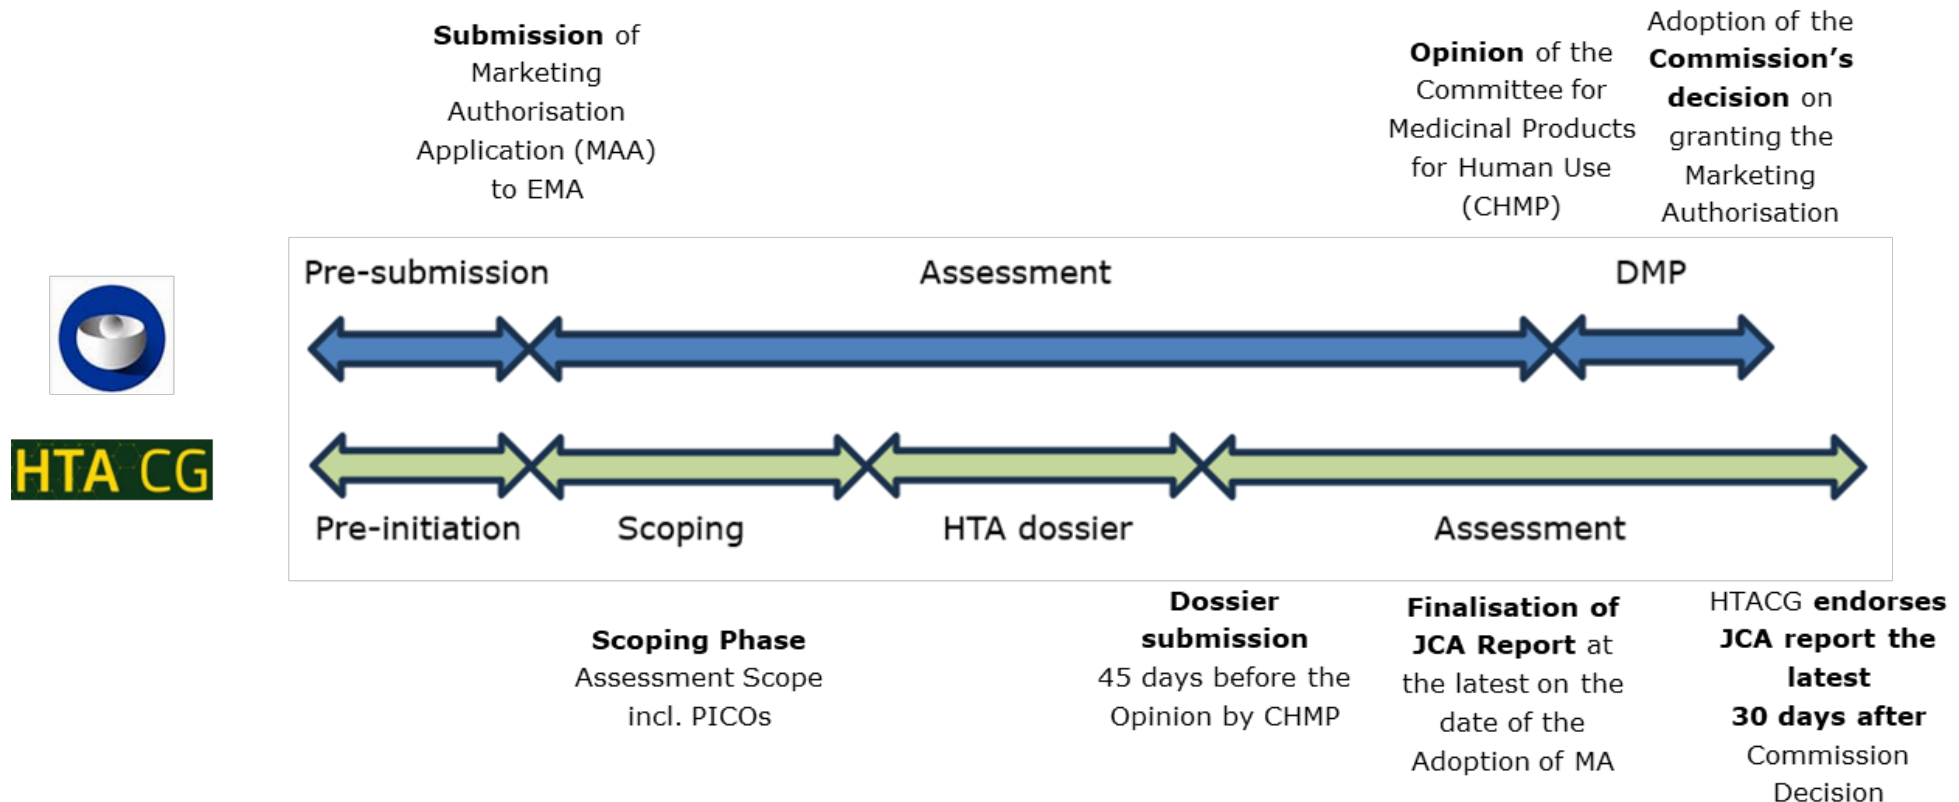 Submission of
Marketing
Authorisation
Application (MAA)
to EMA
Opinion of the
Committee for
Medicinal Products
for Human Use
(CHMP)
Adoption of the
Commission’s
decision on
granting the
Marketing
Authorisation
Pre-submission
Assessment
DMP
HTA CG
Pre-initiation
Scoping
HTA dossier
Assessment
Scoping Phase
Assessment Scope
incl. PICOs
Dossier
submission
45 days before the
Opinion by CHMP
Finalisation of
JCA Report at
the latest on the
date of the
Adoption of MA
HTACG endorses
JCA report the
latest
30 days after
Commission
Decision